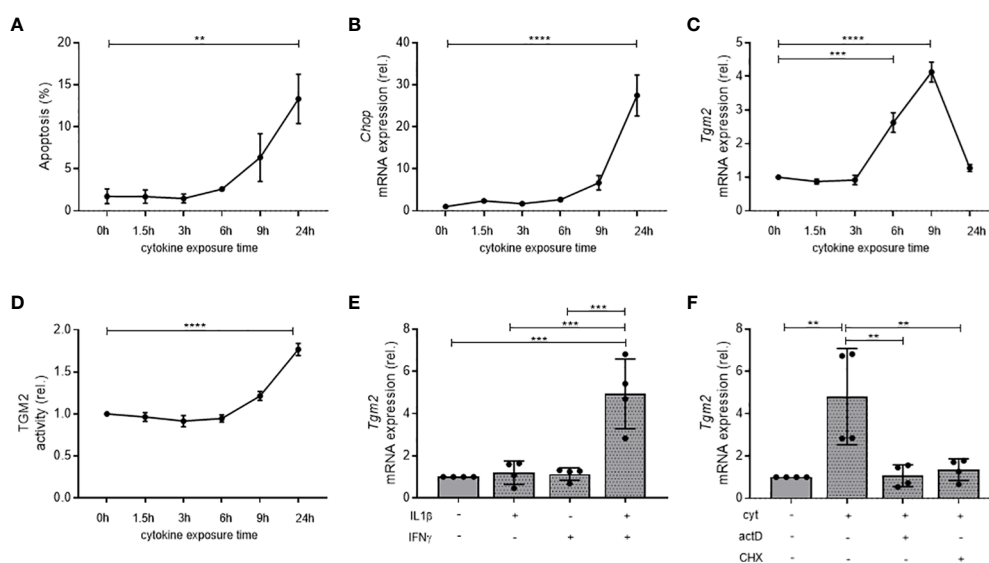 A
**
20
15
10
5
0
Apoptosis (%)
0h 1.5h 3h 6h 9h 24h
cytokine exposure time
B
****
40
30
20
10
0
Chop
mRNA expression (rel.)
0h 1.5h 3h 6h 9h 24h
cytokine exposure time
C
****
***
5
4
3
2
1
0
Tgm2
mRNA expression (rel.)
0h 1.5h 3h 6h 9h 24h
cytokine exposure time
D
****
2.0
1.5
1.0
0.5
0.0
TGM2
activity (rel.)
0h 1.5h 3h 6h 9h 24h
cytokine exposure time
E
***
***
***
8
6
4
2
0
Tgm2
mRNA expression (rel.)
IL1β - + - +
IFNγ - - + +
F
** **
**
8
6
4
2
0
Tgm2
mRNA expression (rel.)
cyt - + + +
actD - - + -
CHX - - - +